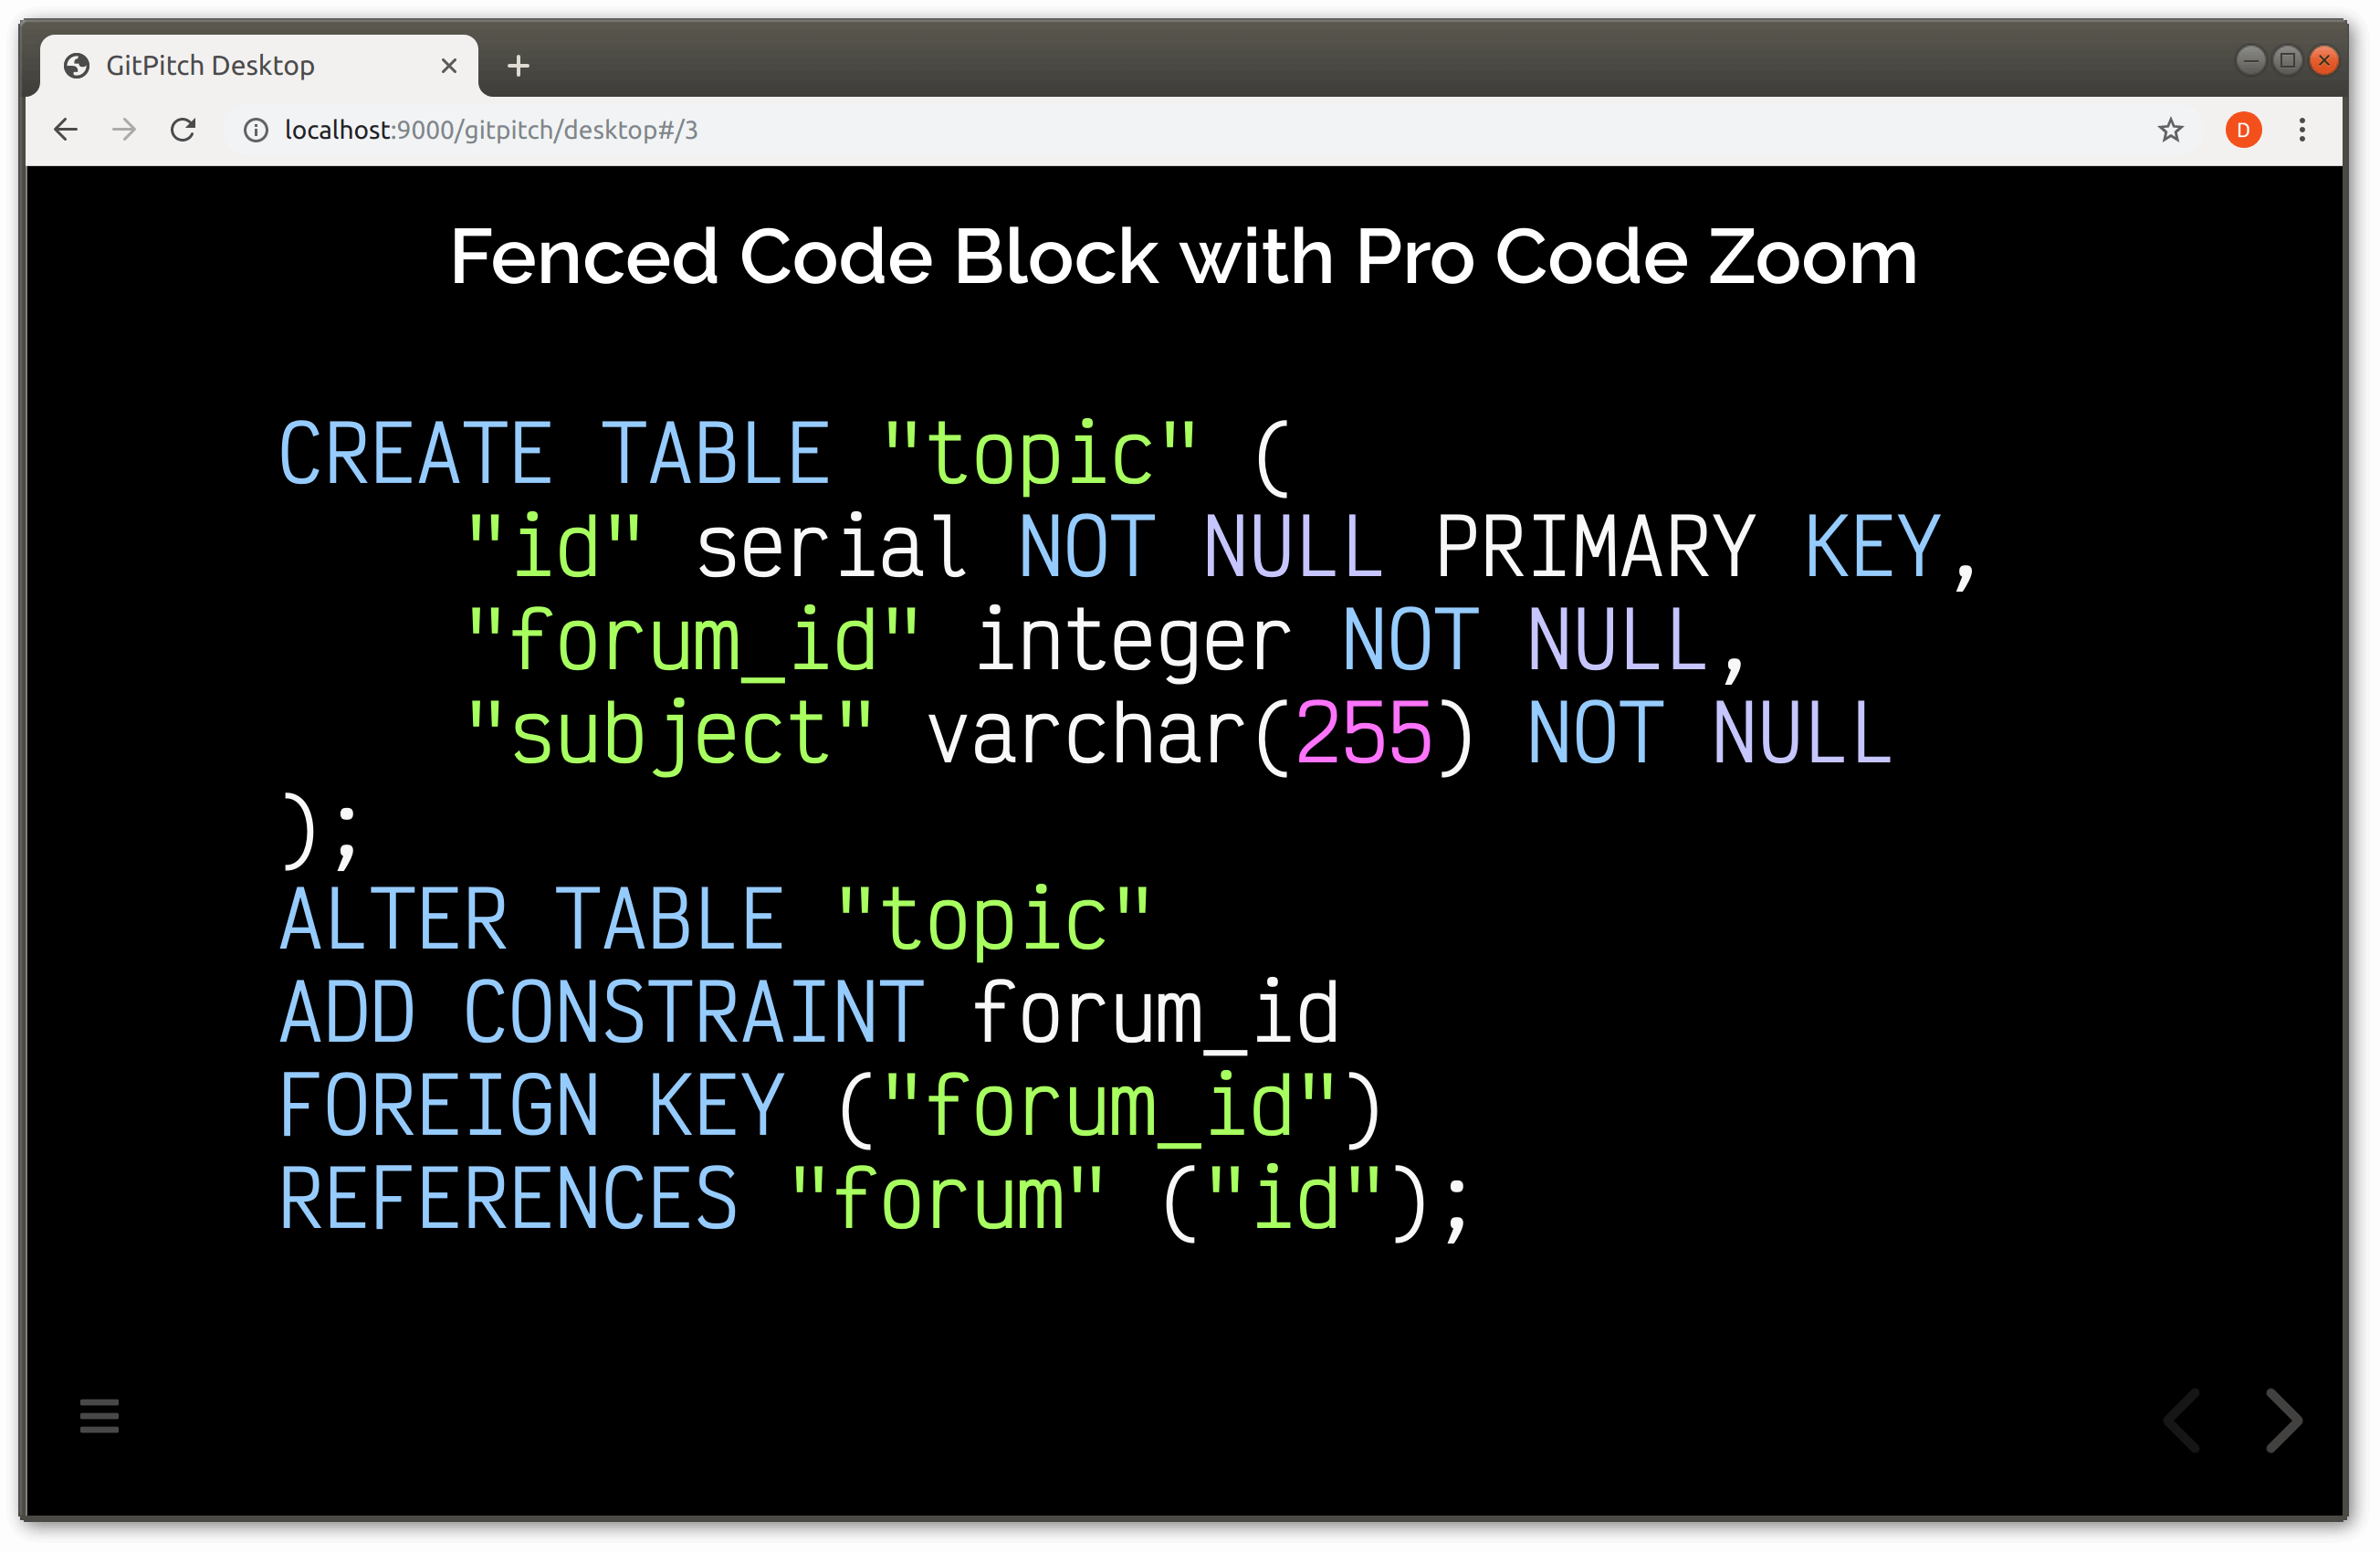 GitPitch Desktop
localhost:9000/gitpitch/desktop#/3
D
Fenced Code Block with Pro Code Zoom
CREATE TABLE "topic" (
    "id" serial NOT NULL PRIMARY KEY,
    "forum_id" integer NOT NULL,
    "subject" varchar(255) NOT NULL
);
ALTER TABLE "topic"
ADD CONSTRAINT forum_id
FOREIGN KEY ("forum_id")
REFERENCES "forum" ("id");